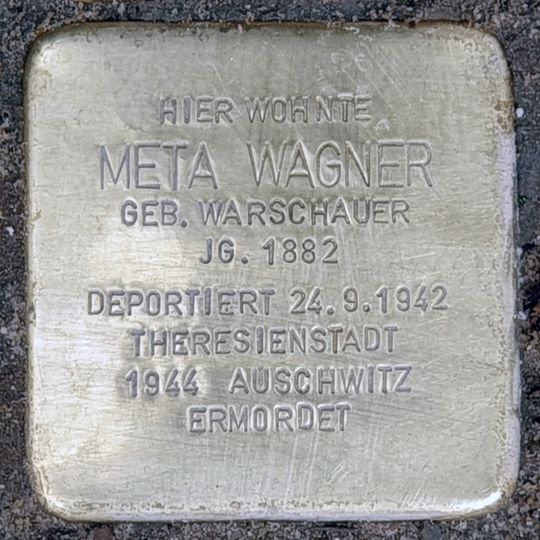 HIER WOHNTE
META WAGNER
GEB. WARSCHAUER
JG. 1882
DEPORTIERT 24.9.1942
THERESIENSTADT
1944 AUSCHWITZ
ERMORDET